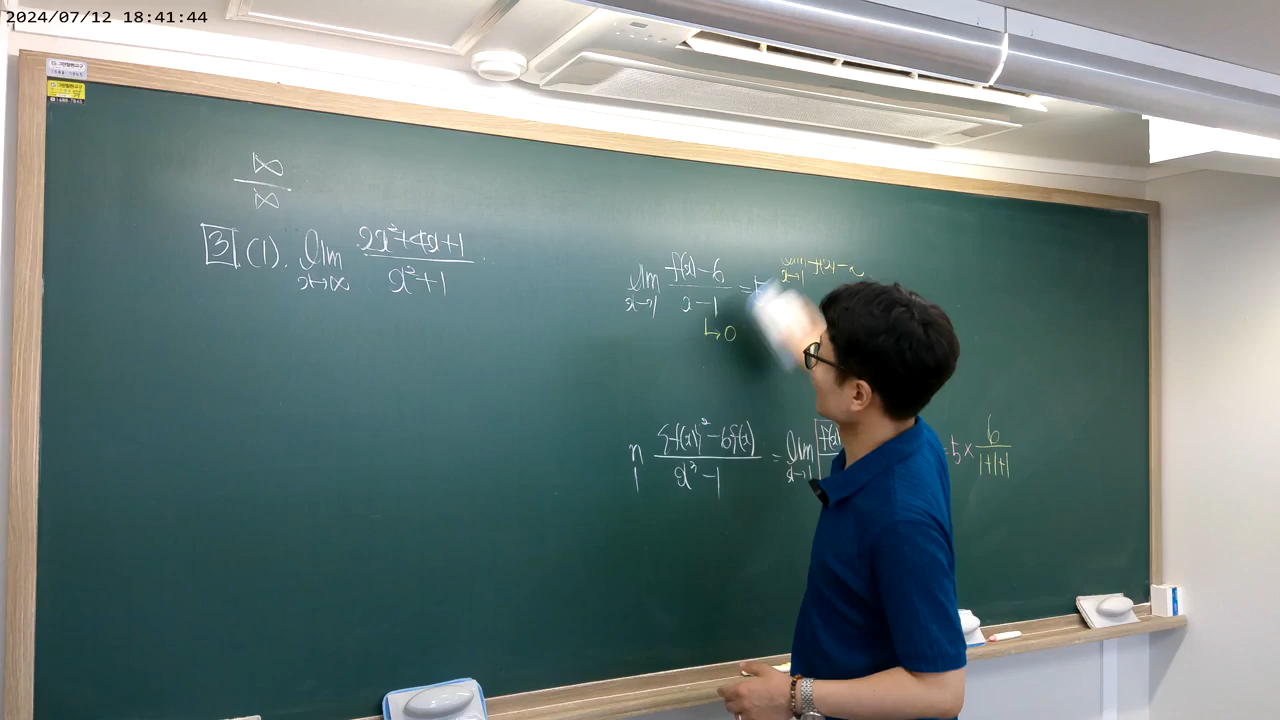 2024/07/12 18:41:44
∞/∞
3 (1). lim x→∞ (2x²+4x+1)/(x²+1)
lim x→1 (f(x)-6)/(x-1) =
↳0
({f(x)}²-6f(x))/(x³-1) = lim x→1 = 5× 6/(1+1+1)